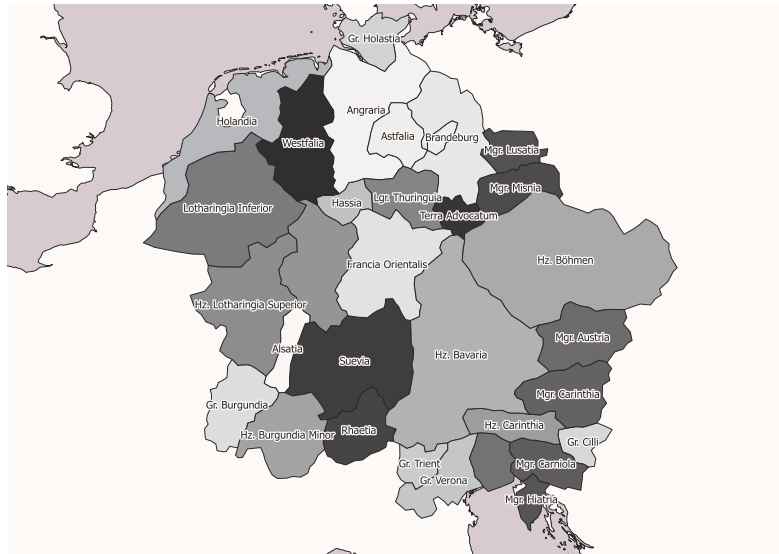 Gr. Holastia
Angraria
Holandia
Astfalia
Brandeburg
Westfalia
Mgr. Lusatia
Mgr. Misnia
Lgr. Thuringuia
Hassia
Lotharingia Inferior
Terra Advocatum
Francia Orientalis
Hz. Böhmen
Hz. Lotharingia Superior
Mgr. Austria
Alsatia
Suevia
Hz. Bavaria
Mgr. Carinthia
Gr. Burgundia
Hz. Carinthia
Hz. Burgundia Minor
Rhaetia
Gr. Cilli
Gr. Trient
Mgr. Carniola
Gr. Verona
Mgr. Hiatria